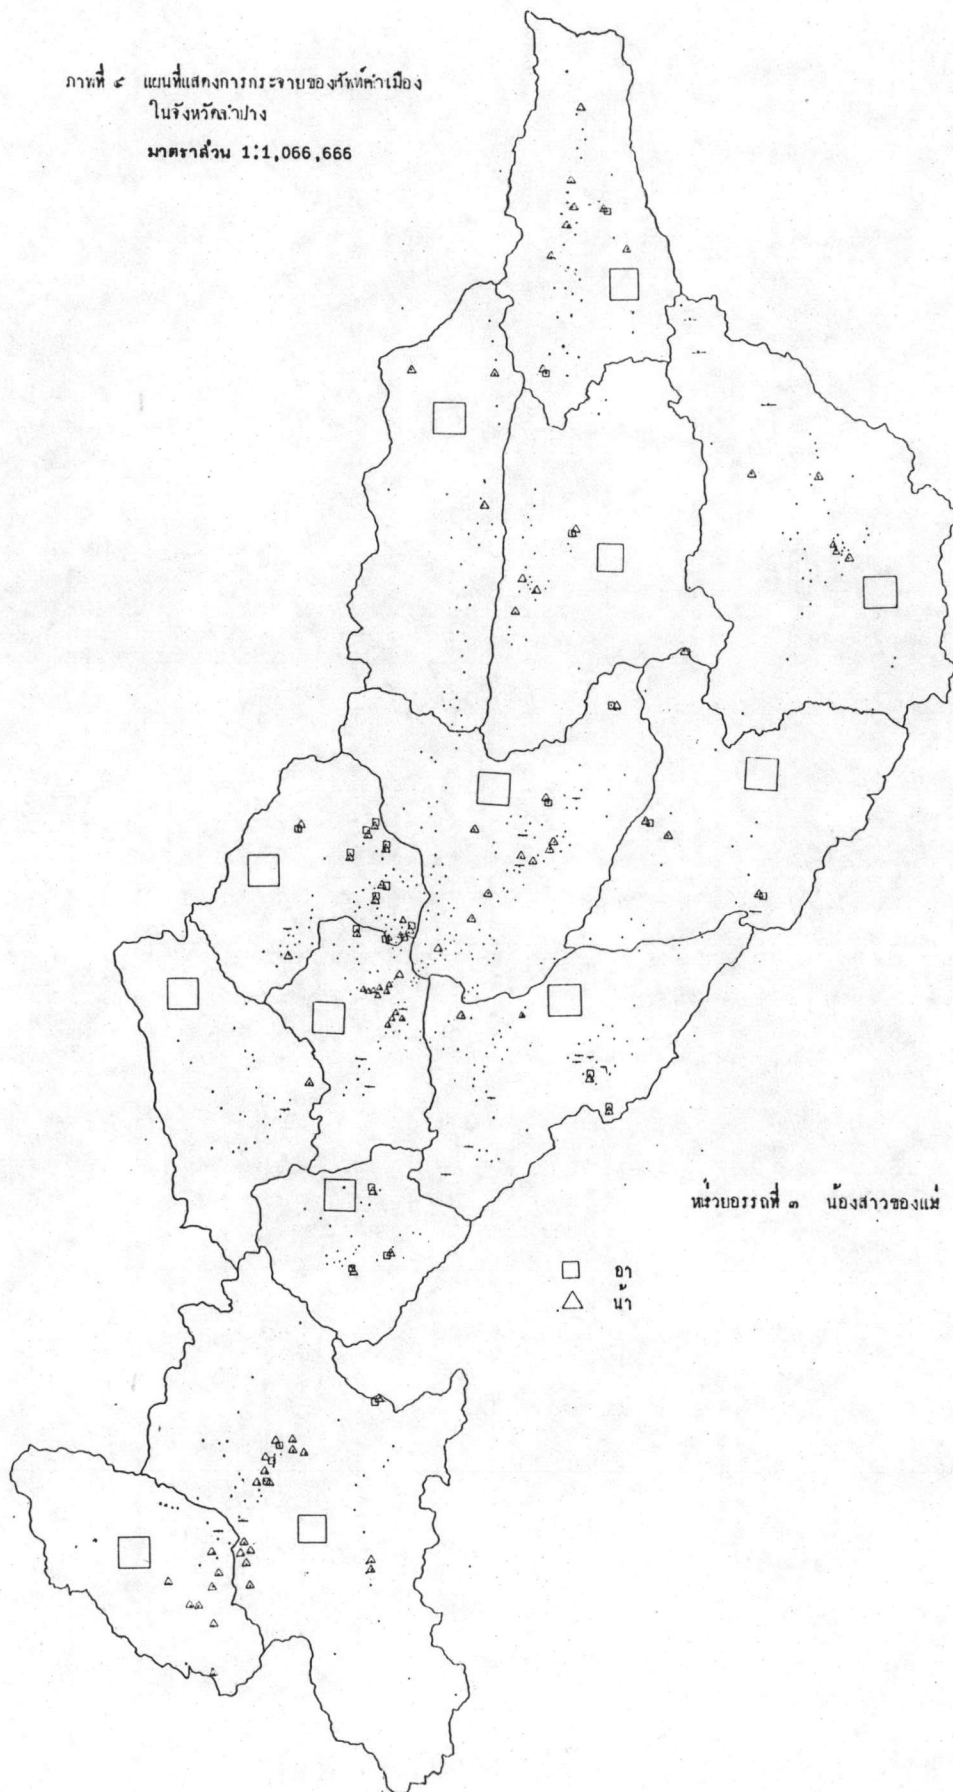 ภาพที่ ๕ แผนที่แสดงการกระจายของศัพท์คำเมือง
ในจังหวัดลำปาง
มาตราส่วน 1:1,066,666
หน่วยอรรถที่ ๓ น้องสาวของแม่
อา
น้า